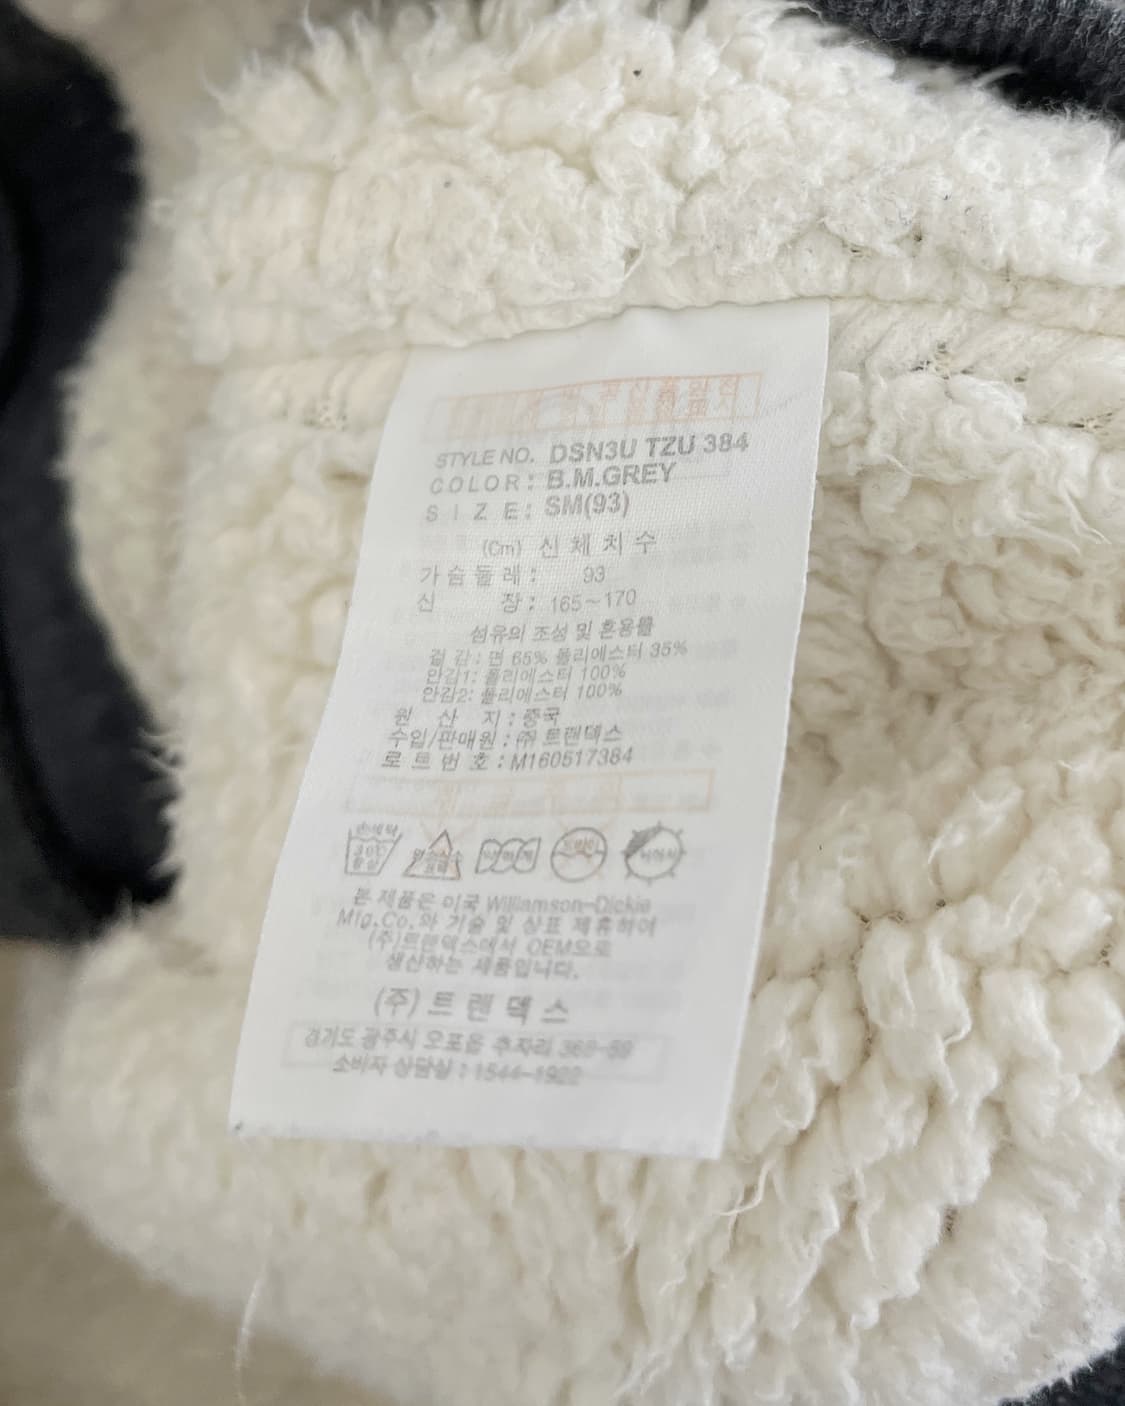 STYLE NO. DSN3U TZU 384
COLOR: B.M.GREY
SIZE: SM(93)
(Cm) 신체치수
가슴둘레: 93
신 장: 165~170
섬유의 조성 및 혼용률
겉감: 면 65% 폴리에스터 35%
안감1: 폴리에스터 100%
안감2: 폴리에스터 100%
원 산 지: 중국
수입/판매원: (주)트랜덱스
로트번호: M160517384
본 제품은 미국 Williamson-Dickie
Mfg.Co.와 기술 및 상표 제휴하여
(주)트랜덱스에서 OEM으로
생산하는 제품입니다.
(주)트랜덱스
경기도 광주시 오포읍 추자리
소비자 상담실: 1544-1922